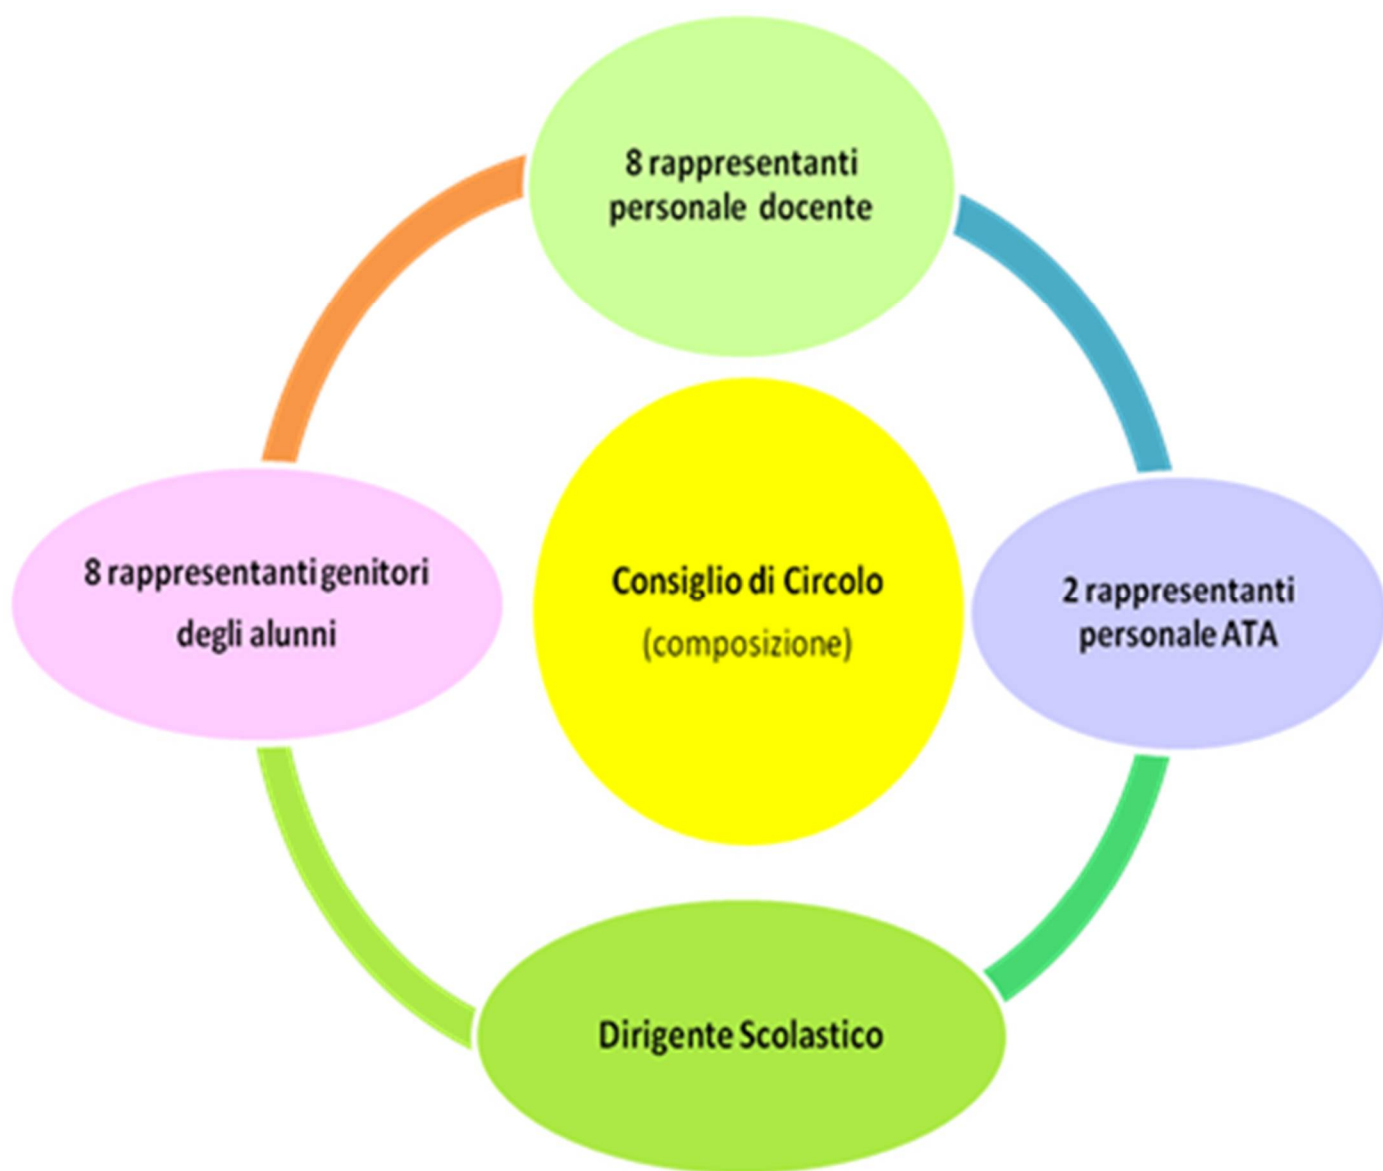 8 rappresentanti
personale docente
8 rappresentanti genitori
degli alunni
Consiglio di Circolo
(composizione)
2 rappresentanti
personale ATA
Dirigente Scolastico